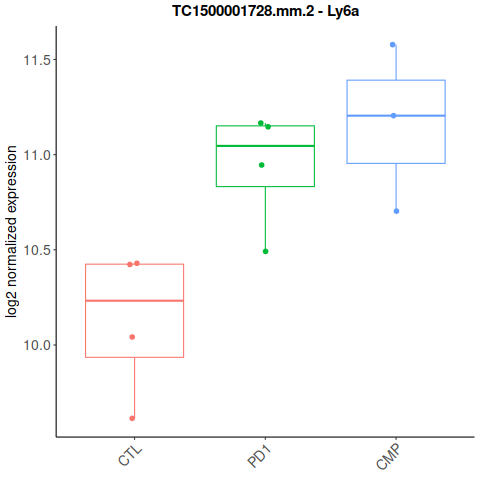 TC1500001728.mm.2 - Ly6a
log2 normalized expression
11.5
11.0
10.5
10.0
CTL
PD1
CMP